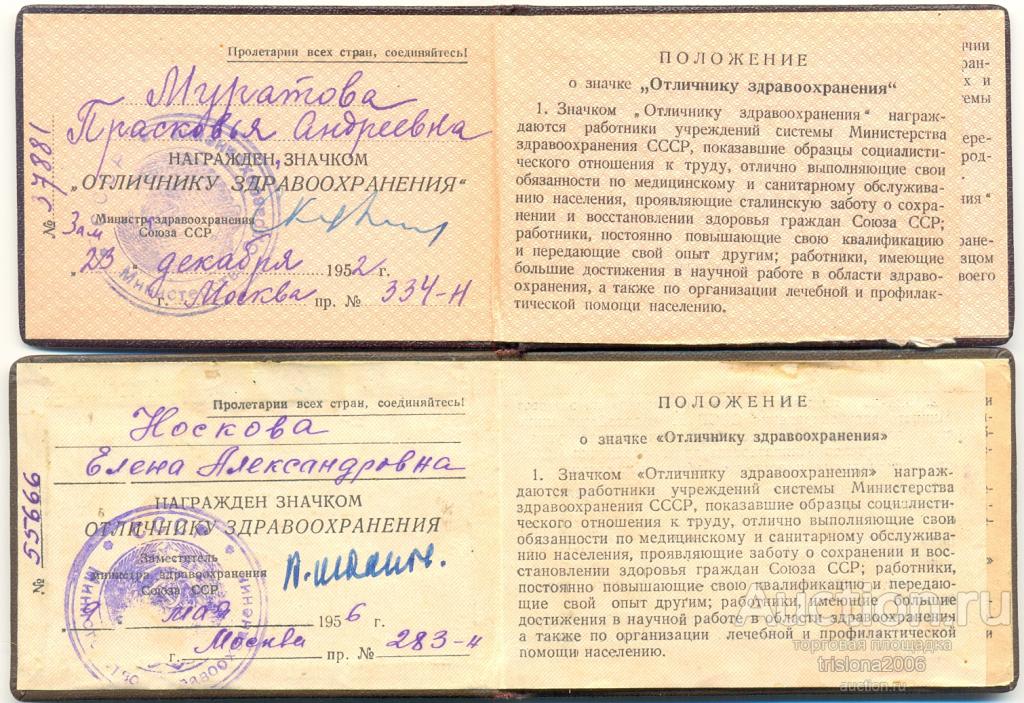 Пролетарии всех стран, соединяйтесь!
Муратова
Прасковья Андреевна
НАГРАЖДЕН ЗНАЧКОМ
„ОТЛИЧНИКУ ЗДРАВООХРАНЕНИЯ"
Зам Министр здравоохранения
Союза ССР
„23" декабря 1952 г.
г. Москва пр. № 334-н
№ 37881
ПОЛОЖЕНИЕ
о значке „Отличнику здравоохранения"
1. Значком „Отличнику здравоохранения" награж-
даются работники учреждений системы Министерства
здравоохранения СССР, показавшие образцы социалисти-
ческого отношения к труду, отлично выполняющие свои
обязанности по медицинскому и санитарному обслужива-
нию населения, проявляющие сталинскую заботу о сохра-
нении и восстановлении здоровья граждан Союза ССР;
работники, постоянно повышающие свою квалификацию
и передающие свой опыт другим; работники, имеющие
большие достижения в научной работе в области здраво-
охранения, а также по организации лечебной и профилак-
тической помощи населению.
Пролетарии всех стран, соединяйтесь!
Носкова
Елена Александровна
НАГРАЖДЕН ЗНАЧКОМ
ОТЛИЧНИКУ ЗДРАВООХРАНЕНИЯ
Заместитель
министра здравоохранения
Союза ССР
9 мая 1956 г.
г. Москва пр. № 283-н
№ 55666
ПОЛОЖЕНИЕ
о значке «Отличнику здравоохранения»
1. Значком «Отличнику здравоохранения» награж-
даются работники учреждений системы Министерства
здравоохранения СССР, показавшие образцы социалисти-
ческого отношения к труду, отлично выполняющие свои
обязанности по медицинскому и санитарному обслужива-
нию населения, проявляющие заботу о сохранении и вос-
становлении здоровья граждан Союза ССР; работники,
постоянно повышающие свою квалификацию и передаю-
щие свой опыт другим; работники, имеющие большие
достижения в научной работе в области здравоохранения
а также по организации лечебной и профилактической
помощи населению.
Auction.ru
торговая площадка
trislona2006
auction.ru